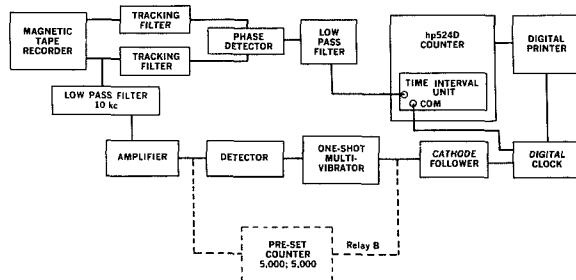 MAGNETIC
TAPE
RECORDER
TRACKING
FILTER
TRACKING
FILTER
PHASE
DETECTOR
LOW
PASS
FILTER
hp524D
COUNTER
TIME INTERVAL
UNIT
COM
DIGITAL
PRINTER
LOW PASS FILTER
10 kc
AMPLIFIER
DETECTOR
ONE-SHOT
MULTI-
VIBRATOR
CATHODE
FOLLOWER
DIGITAL
CLOCK
PRE-SET
COUNTER
5,000; 5,000
Relay B